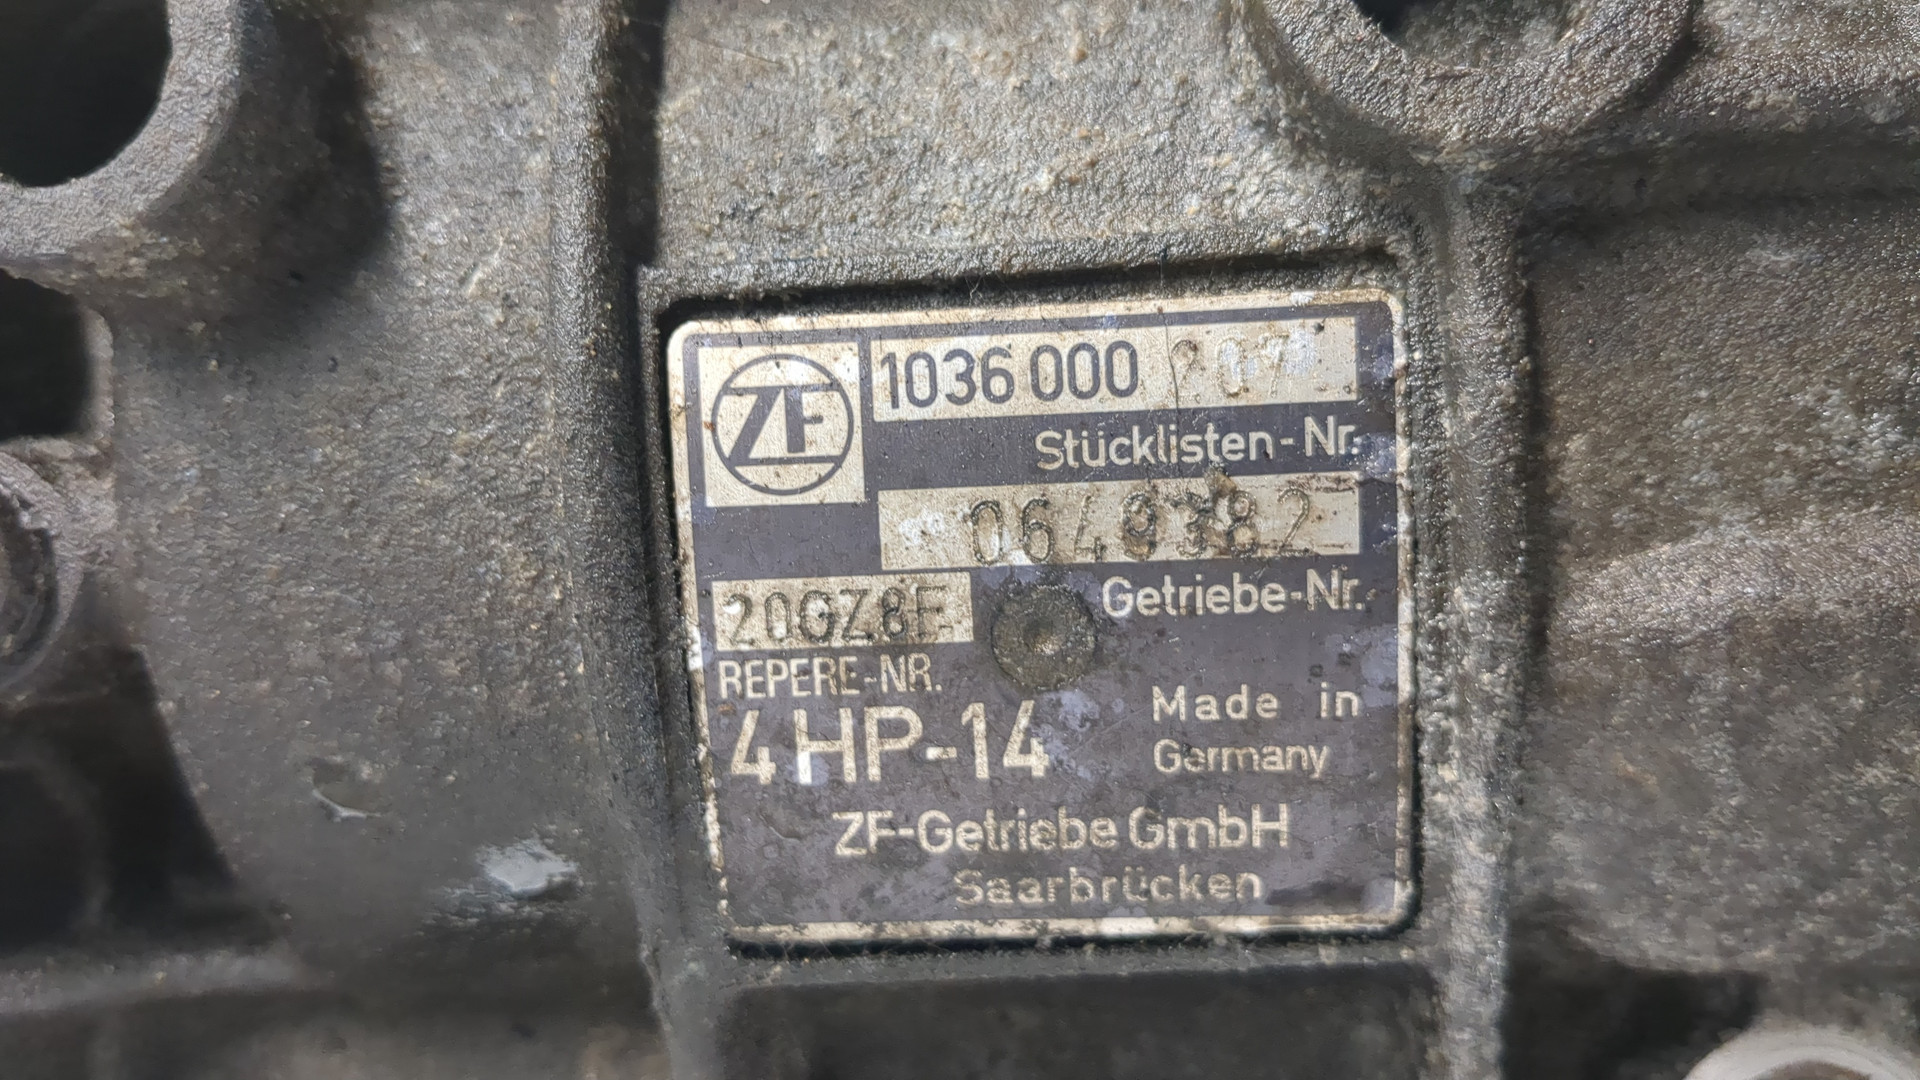 ZF
1036 000
Stücklisten-Nr.
0649382
Getriebe-Nr.
20GZ8E
REPERE-NR.
4 HP-14
Made in
Germany
ZF-Getriebe GmbH
Saarbrücken